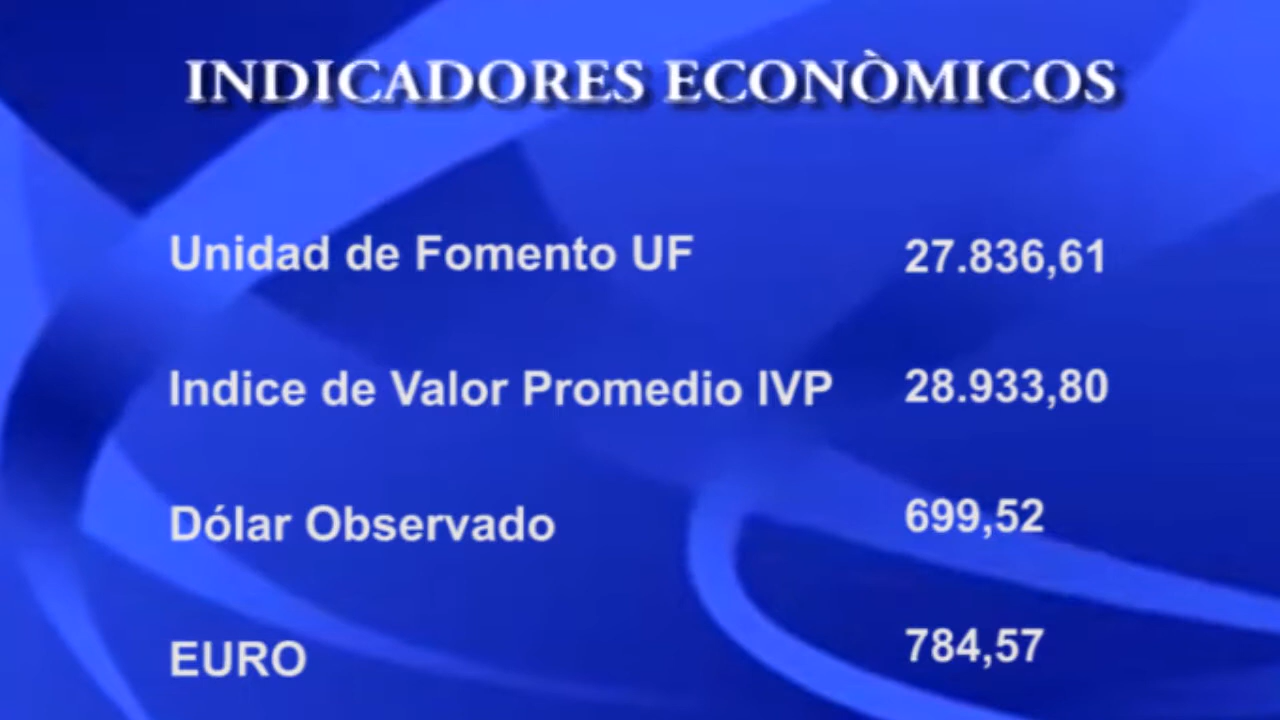 INDICADORES ECONÒMICOS
Unidad de Fomento UF 27.836,61
Indice de Valor Promedio IVP 28.933,80
Dólar Observado 699,52
EURO 784,57